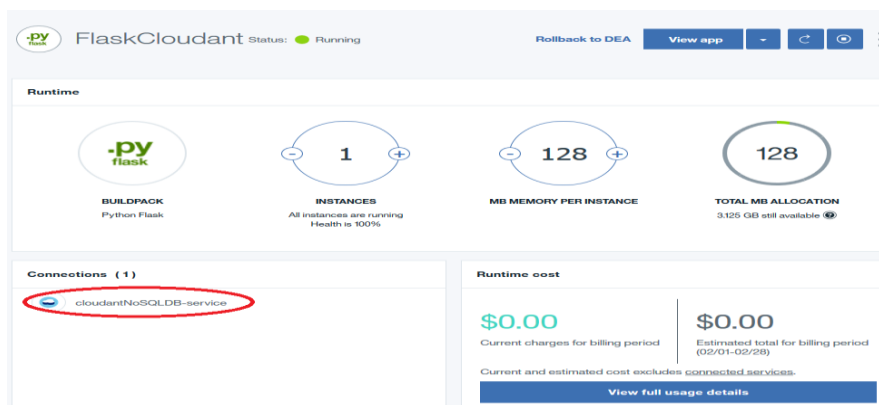 .py
flask
FlaskCloudant Status: Running
Rollback to DEA
View app
Runtime
.py
flask
- 1 +
- 128 +
128
BUILDPACK
Python Flask
INSTANCES
All instances are running
Health is 100%
MB MEMORY PER INSTANCE
TOTAL MB ALLOCATION
3.125 GB still available ?
Connections (1)
cloudantNoSQLDB-service
Runtime cost
$0.00
Current charges for billing period
$0.00
Estimated total for billing period
(02/01-02/28)
Current and estimated cost excludes connected services.
View full usage details